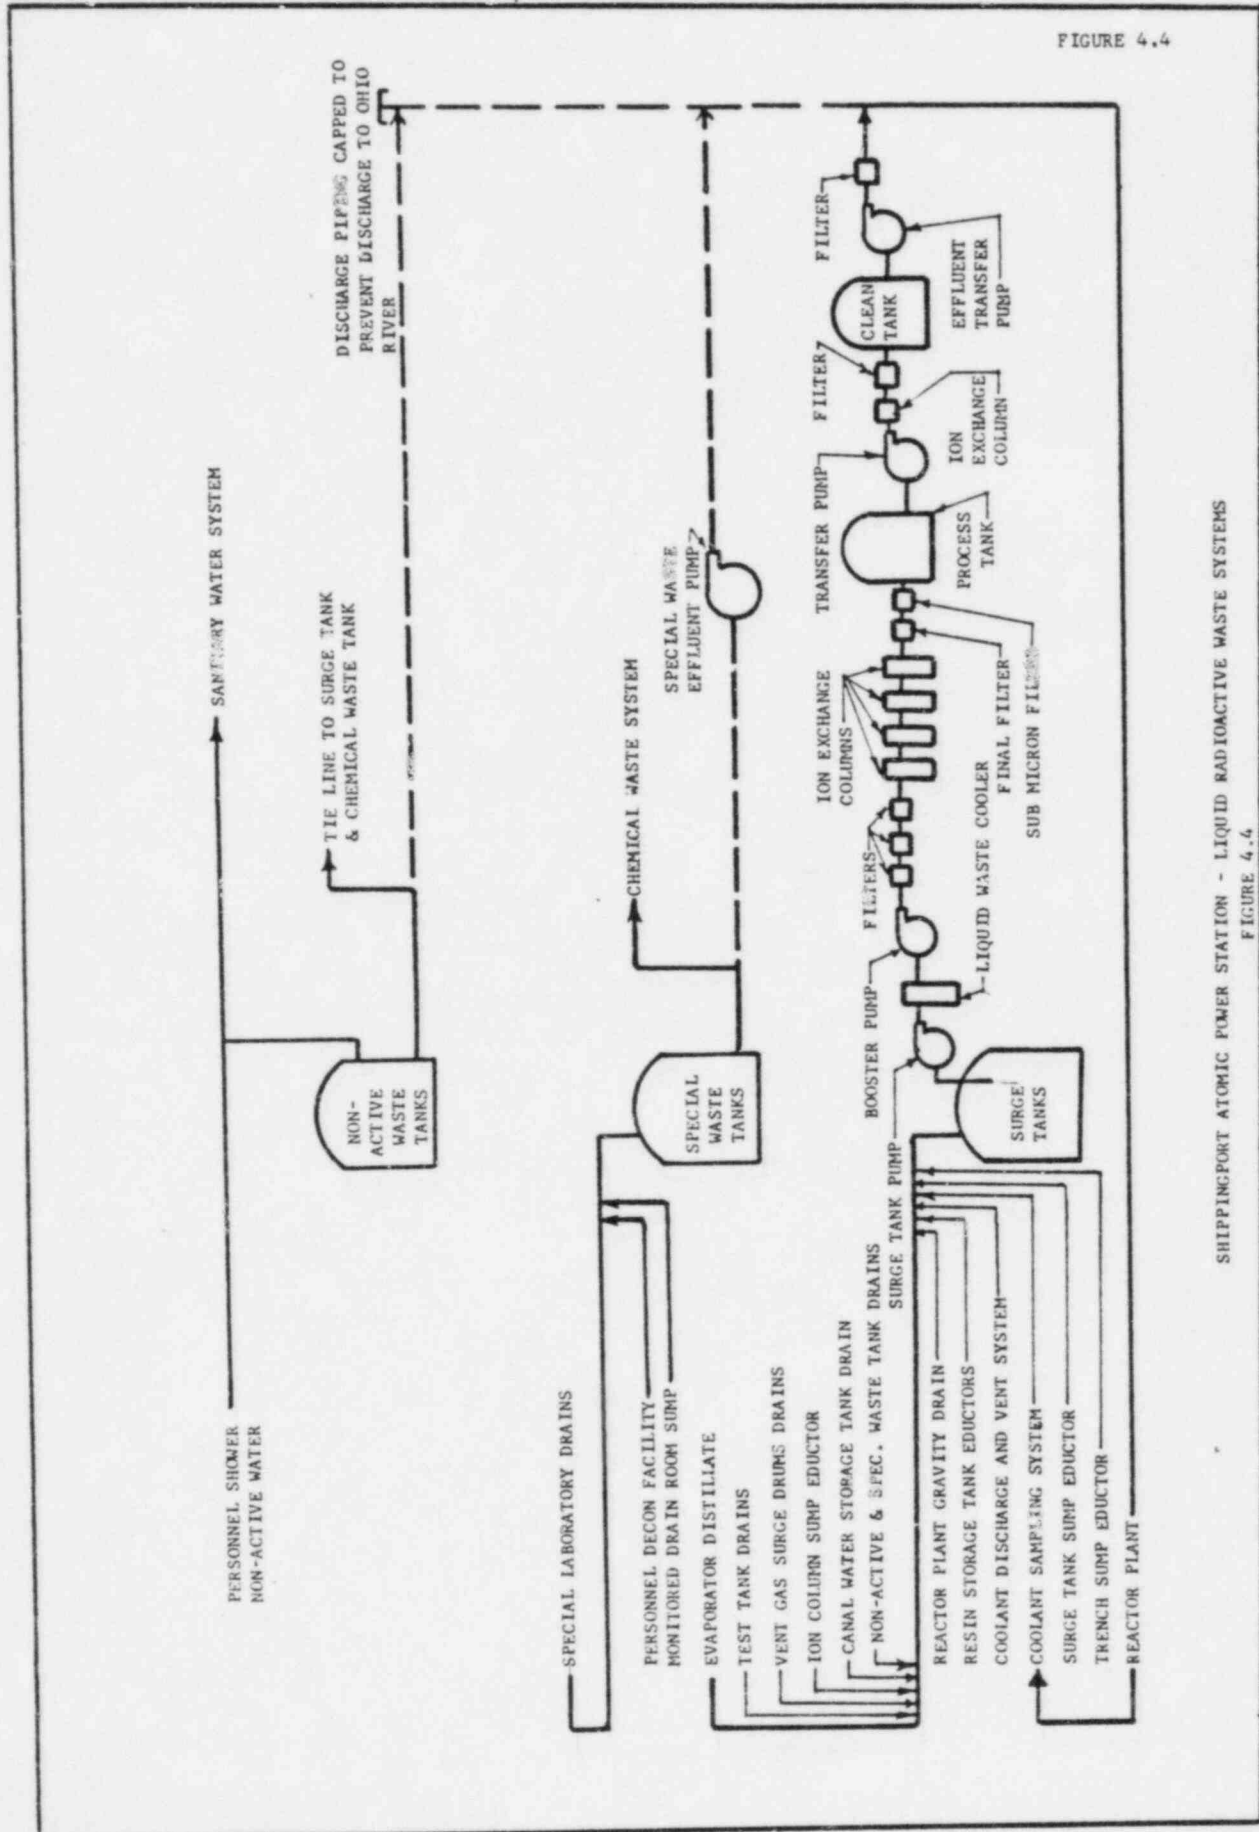 FIGURE 4.4
PERSONNEL SHOWER
NON-ACTIVE WATER
SANITARY WATER SYSTEM
TIE LINE TO SURGE TANK
& CHEMICAL WASTE TANK
DISCHARGE PIPING CAPPED TO
PREVENT DISCHARGE TO OHIO
RIVER
NON-
ACTIVE
WASTE
TANKS
SPECIAL LABORATORY DRAINS
PERSONNEL DECON FACILITY
MONITORED DRAIN ROOM SUMP
SPECIAL
WASTE
TANKS
CHEMICAL WASTE SYSTEM
SPECIAL WASTE
EFFLUENT PUMP
EVAPORATOR DISTILIATE
TEST TANK DRAINS
VENT GAS SURGE DRUMS DRAINS
ION COLUMN SUMP EDUCTOR
CANAL WATER STORAGE TANK DRAIN
NON-ACTIVE & SPEC. WASTE TANK DRAINS
REACTOR PLANT GRAVITY DRAIN
RESIN STORAGE TANK EDUCTORS
COOLANT DISCHARGE AND VENT SYSTEM
COOLANT SAMPLING SYSTEM
SURGE TANK SUMP EDUCTOR
TRENCH SUMP EDUCTOR
REACTOR PLANT
SURGE TANK PUMP
SURGE
TANKS
BOOSTER PUMP
LIQUID WASTE COOLER
FILTERS
ION EXCHANGE
COLUMNS
FINAL FILTER
SUB MICRON FILTER
TRANSFER PUMP
PROCESS
TANK
FILTER
ION
EXCHANGE
COLUMN
CLEAN
TANK
FILTER
EFFLUENT
TRANSFER
PUMP
SHIPPINGPORT ATOMIC POWER STATION - LIQUID RADIOACTIVE WASTE SYSTEMS
FIGURE 4.4